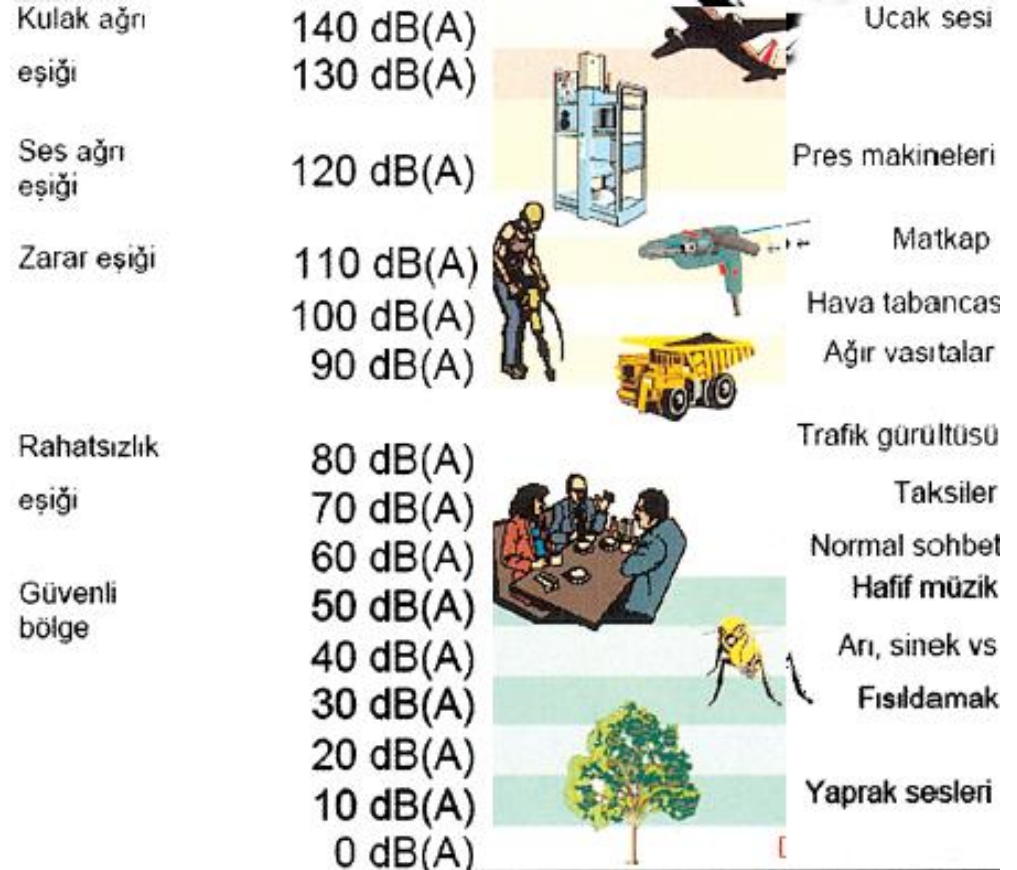 Kulak ağrı 140 dB(A) Ucak sesi
eşiği 130 dB(A)
Ses ağrı
eşiği 120 dB(A) Pres makineleri
Zarar eşiği 110 dB(A) Matkap
100 dB(A) Hava tabancas
90 dB(A) Ağır vasıtalar
Rahatsızlık 80 dB(A) Trafik gürültüsü
eşiği 70 dB(A) Taksiler
60 dB(A) Normal sohbet
Güvenli 50 dB(A) Hafif müzik
bölge
40 dB(A) Arı, sinek vs
30 dB(A) Fısıldamak
20 dB(A)
10 dB(A) Yaprak sesleri
0 dB(A)